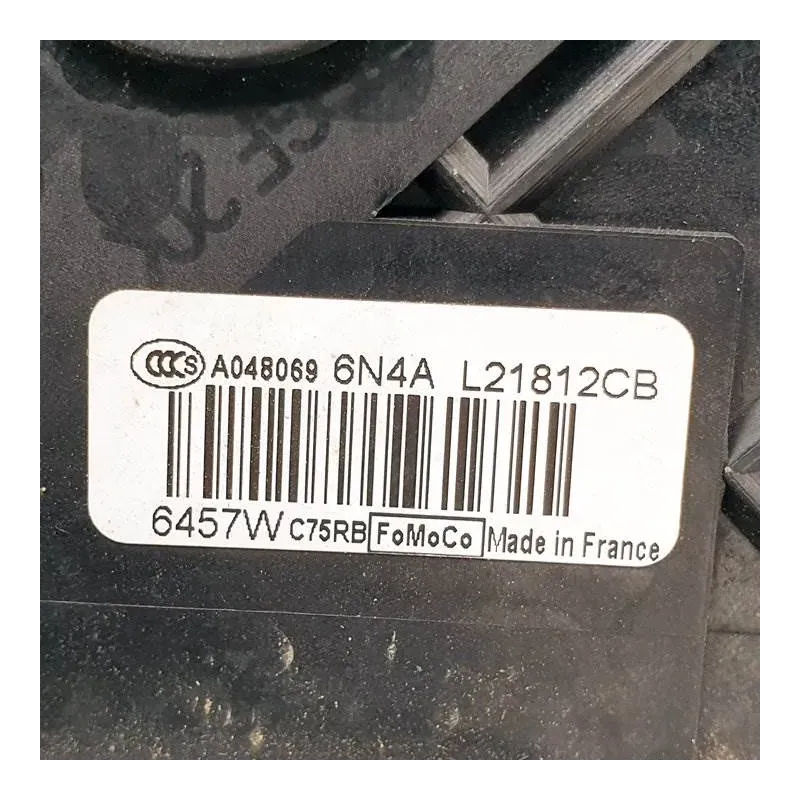 CCC S A048069 6N4A L21812CB
6457W C75RB FoMoCo Made in France